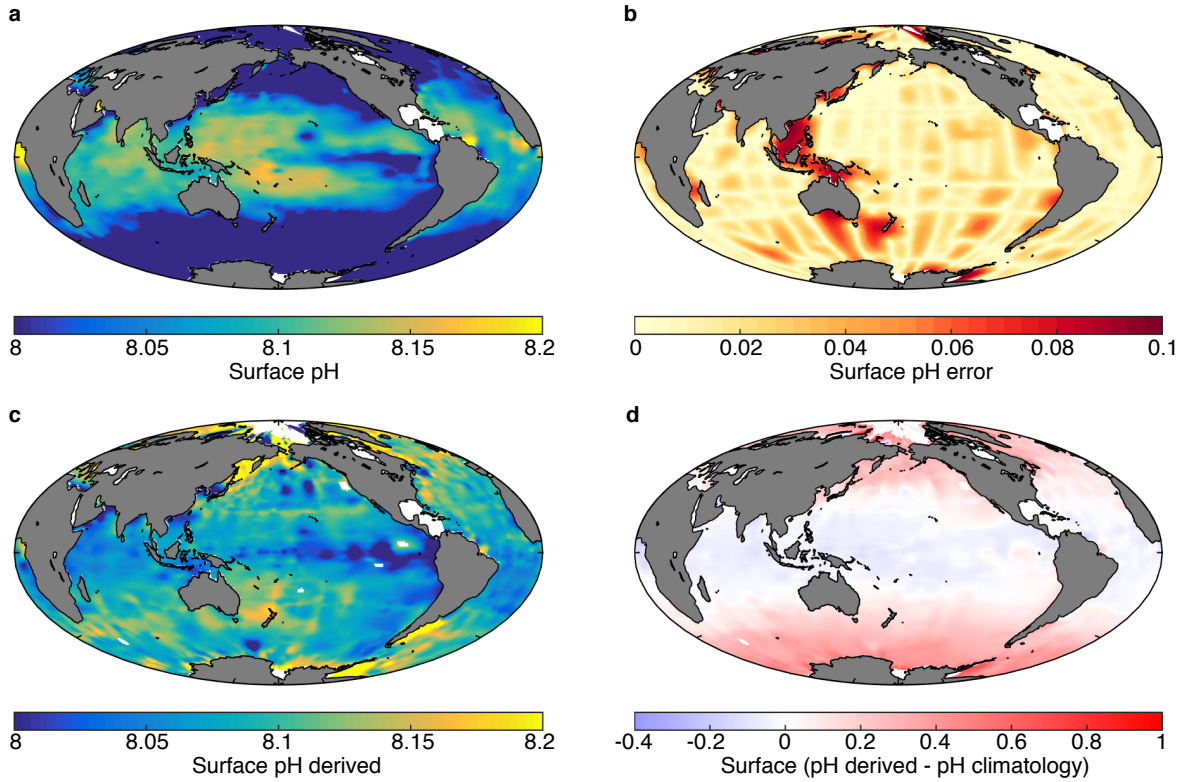 a
b
8 8.05 8.1 8.15 8.2
Surface pH
0 0.02 0.04 0.06 0.08 0.1
Surface pH error
c
d
8 8.05 8.1 8.15 8.2
Surface pH derived
-0.4 -0.2 0 0.2 0.4 0.6 0.8 1
Surface (pH derived - pH climatology)